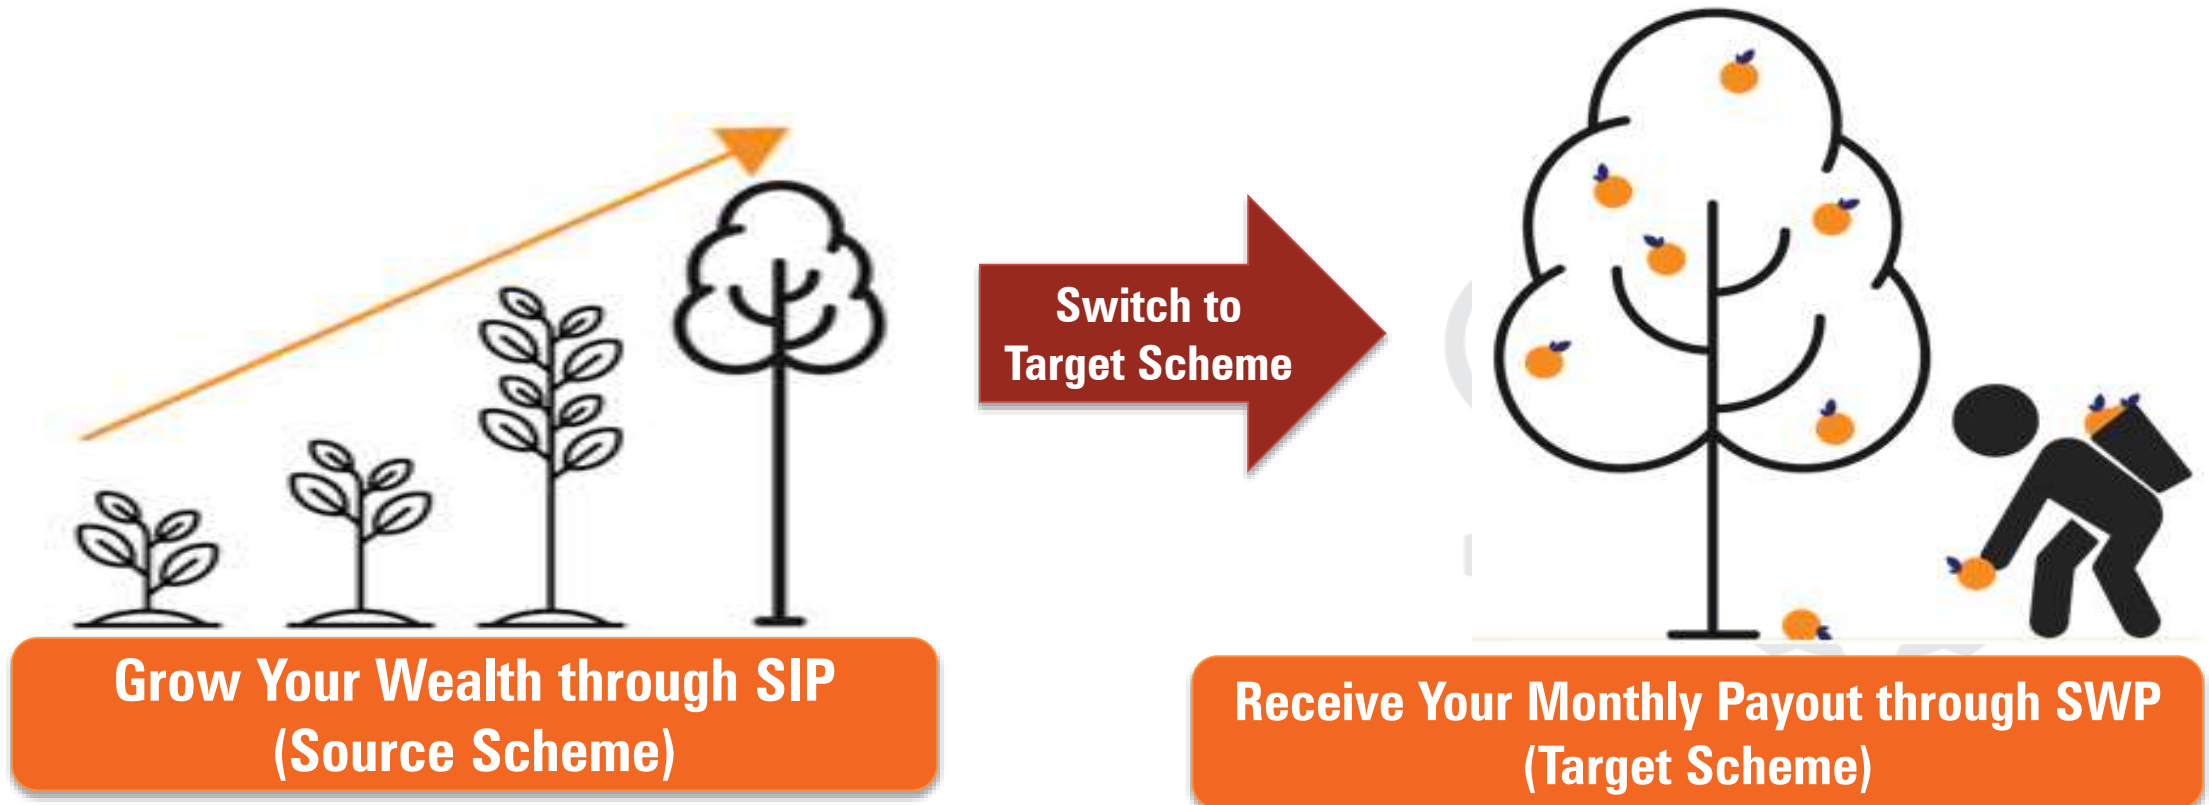 Switch to
Target Scheme
Grow Your Wealth through SIP
(Source Scheme)
Receive Your Monthly Payout through SWP
(Target Scheme)